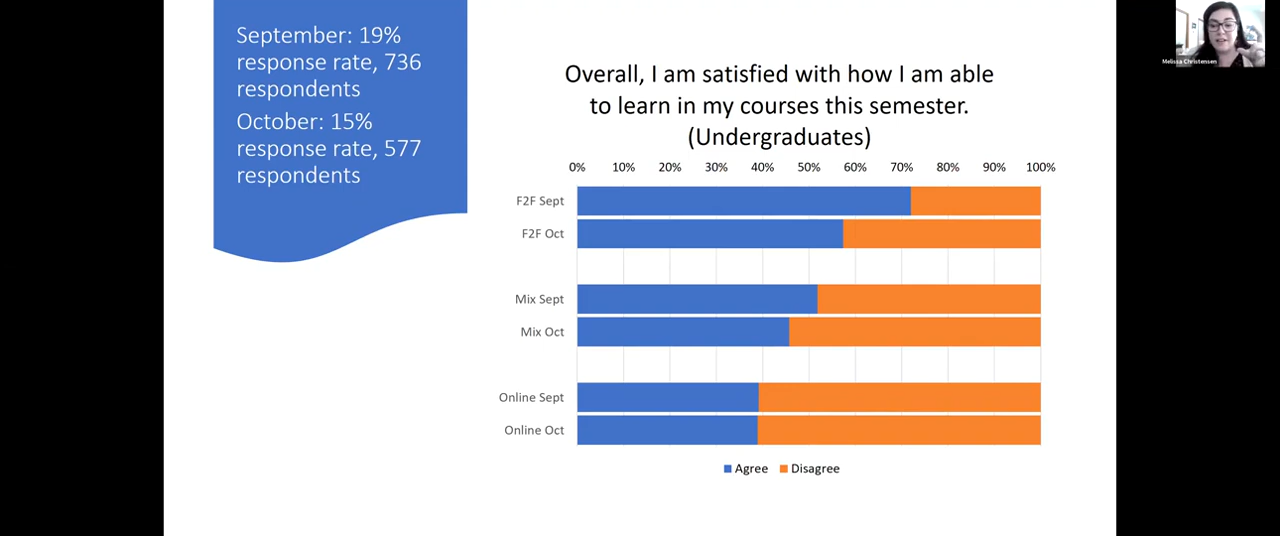 September: 19%
response rate, 736
respondents
October: 15%
response rate, 577
respondents
Overall, I am satisfied with how I am able
to learn in my courses this semester.
(Undergraduates)
0% 10% 20% 30% 40% 50% 60% 70% 80% 90% 100%
F2F Sept
F2F Oct
Mix Sept
Mix Oct
Online Sept
Online Oct
Agree Disagree
Melissa Christensen